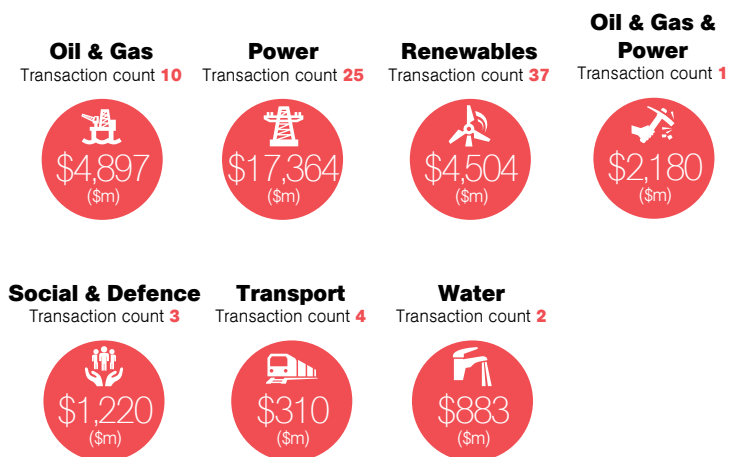 Oil & Gas
Transaction count 10
$4,897
($m)
Power
Transaction count 25
$17,364
($m)
Renewables
Transaction count 37
$4,504
($m)
Oil & Gas &
Power
Transaction count 1
$2,180
($m)
Social & Defence
Transaction count 3
$1,220
($m)
Transport
Transaction count 4
$310
($m)
Water
Transaction count 2
$883
($m)